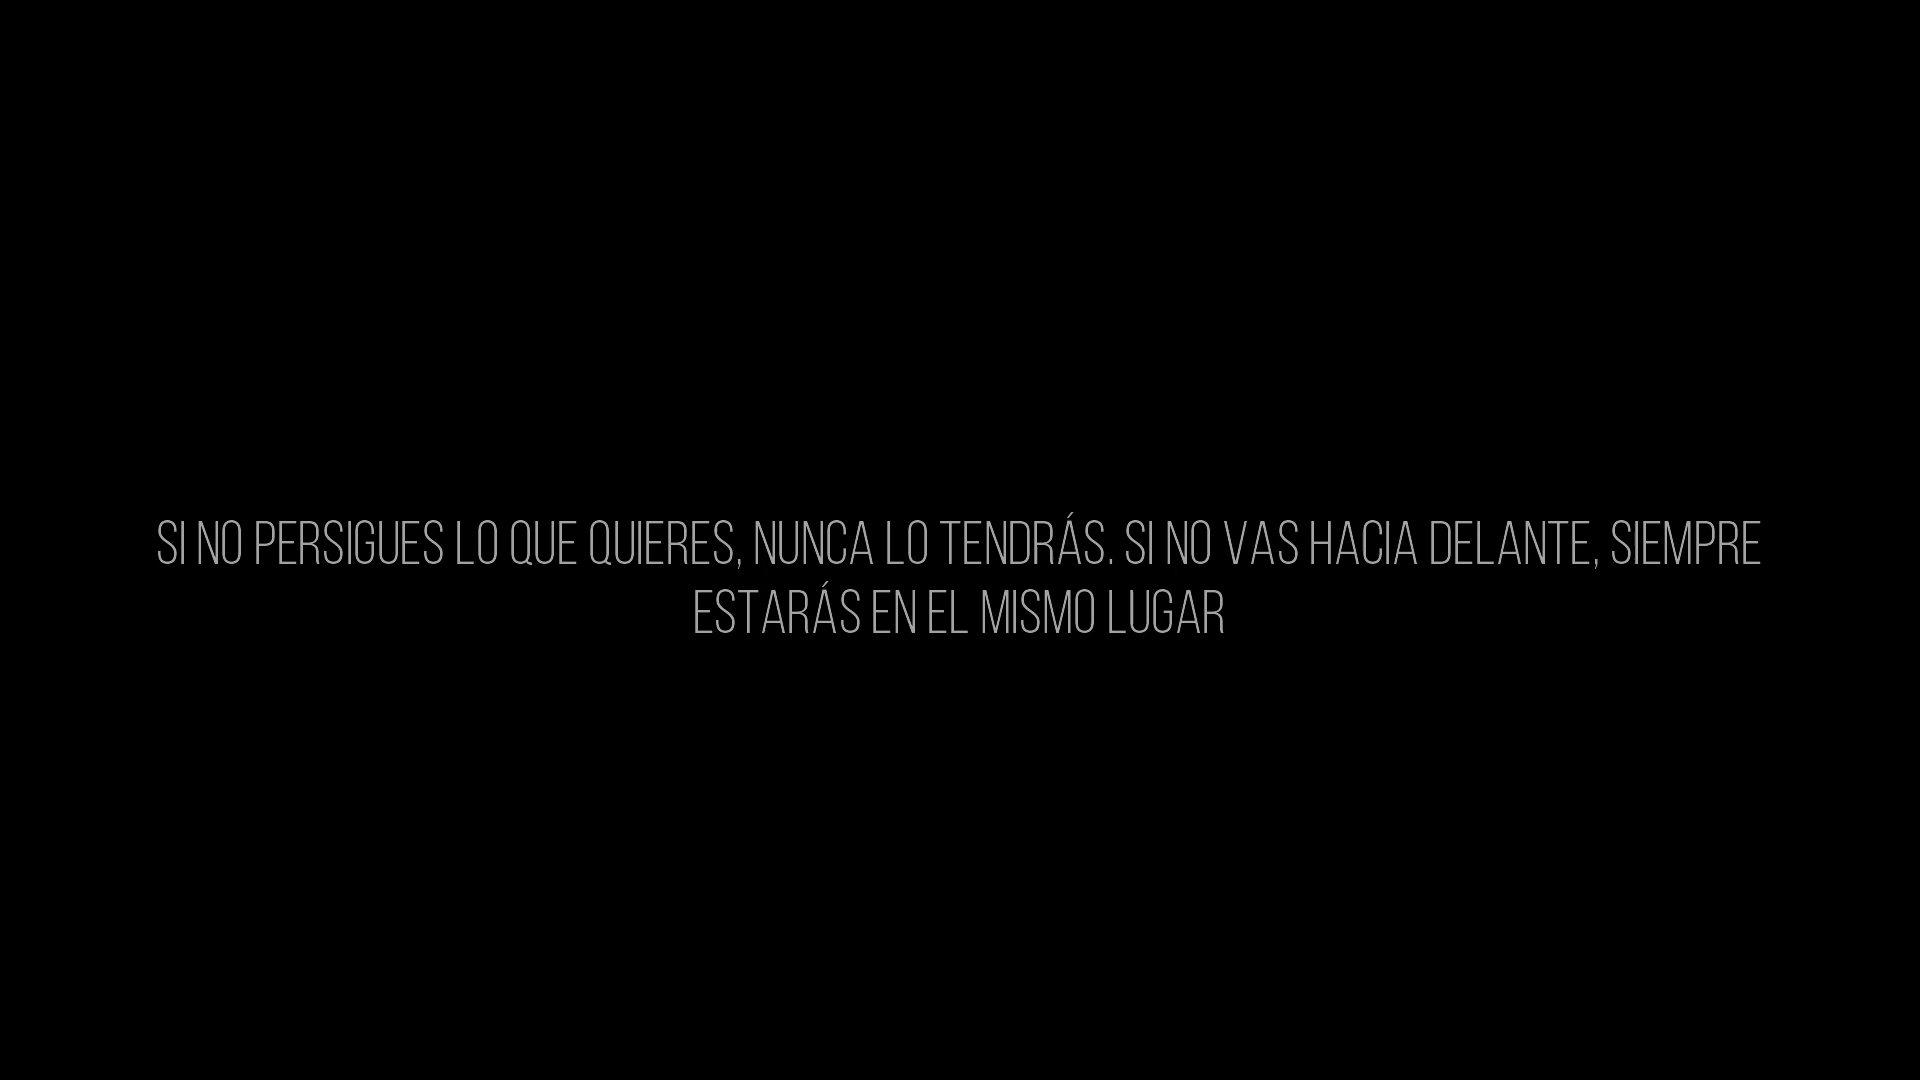 SI NO PERSIGUES LO QUE QUIERES, NUNCA LO TENDRÁS. SI NO VAS HACIA DELANTE, SIEMPRE
ESTARÁS EN EL MISMO LUGAR